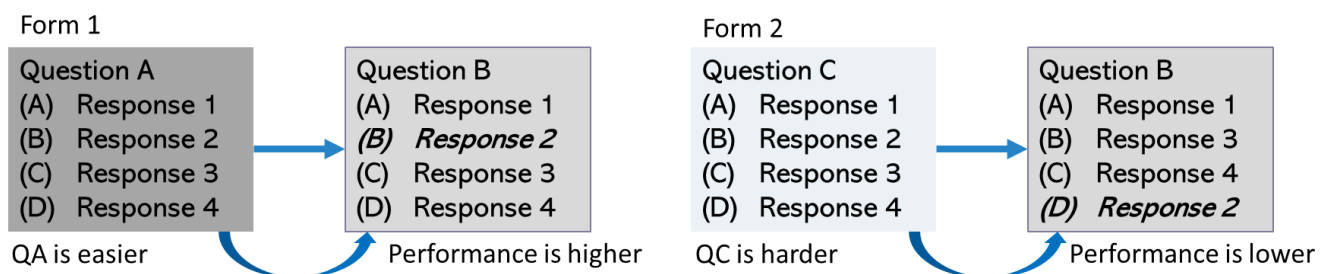 Form 1
Question A
(A) Response 1
(B) Response 2
(C) Response 3
(D) Response 4
QA is easier
Question B
(A) Response 1
(B) Response 2
(C) Response 3
(D) Response 4
Performance is higher
Form 2
Question C
(A) Response 1
(B) Response 2
(C) Response 3
(D) Response 4
QC is harder
Question B
(A) Response 1
(B) Response 3
(C) Response 4
(D) Response 2
Performance is lower